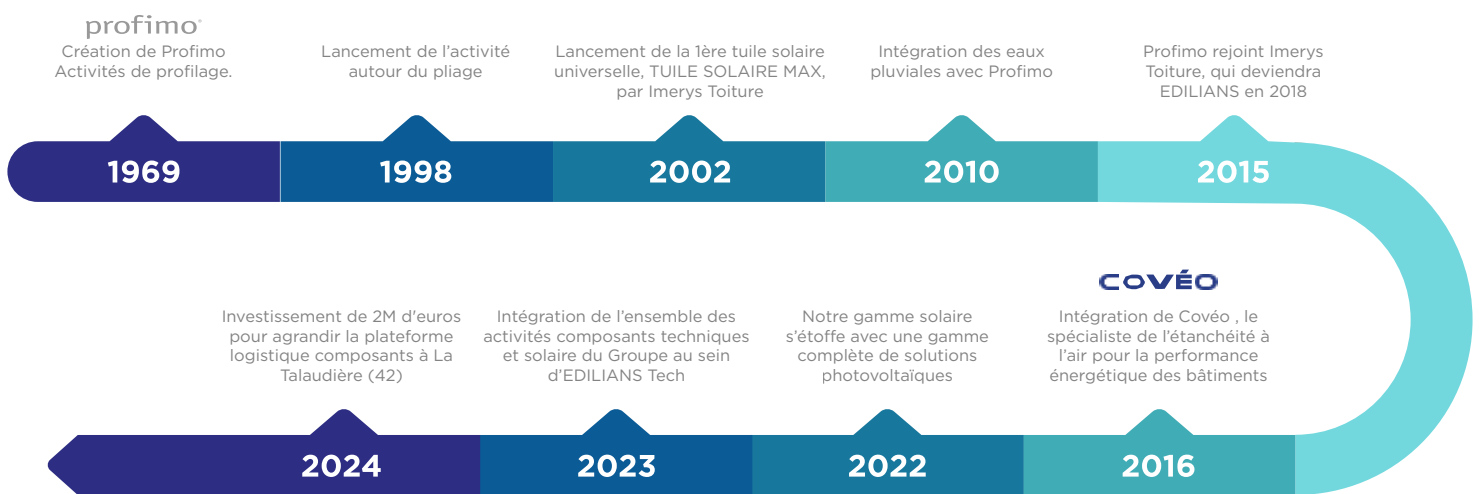 profimo
Création de Profimo
Activités de profilage.
1969
Lancement de l'activité
autour du pliage
1998
Lancement de la 1ère tuile solaire
universelle, TUILE SOLAIRE MAX,
par Imerys Toiture
2002
Intégration des eaux
pluviales avec Profimo
2010
Profimo rejoint Imerys
Toiture, qui deviendra
EDILIANS en 2018
2015
COVÉO
Intégration de Covéo , le
spécialiste de l'étanchéité à
l'air pour la performance
énergétique des bâtiments
2016
Notre gamme solaire
s'étoffe avec une gamme
complète de solutions
photovoltaïques
2022
Intégration de l'ensemble des
activités composants techniques
et solaire du Groupe au sein
d'EDILIANS Tech
2023
Investissement de 2M d'euros
pour agrandir la plateforme
logistique composants à La
Talaudière (42)
2024